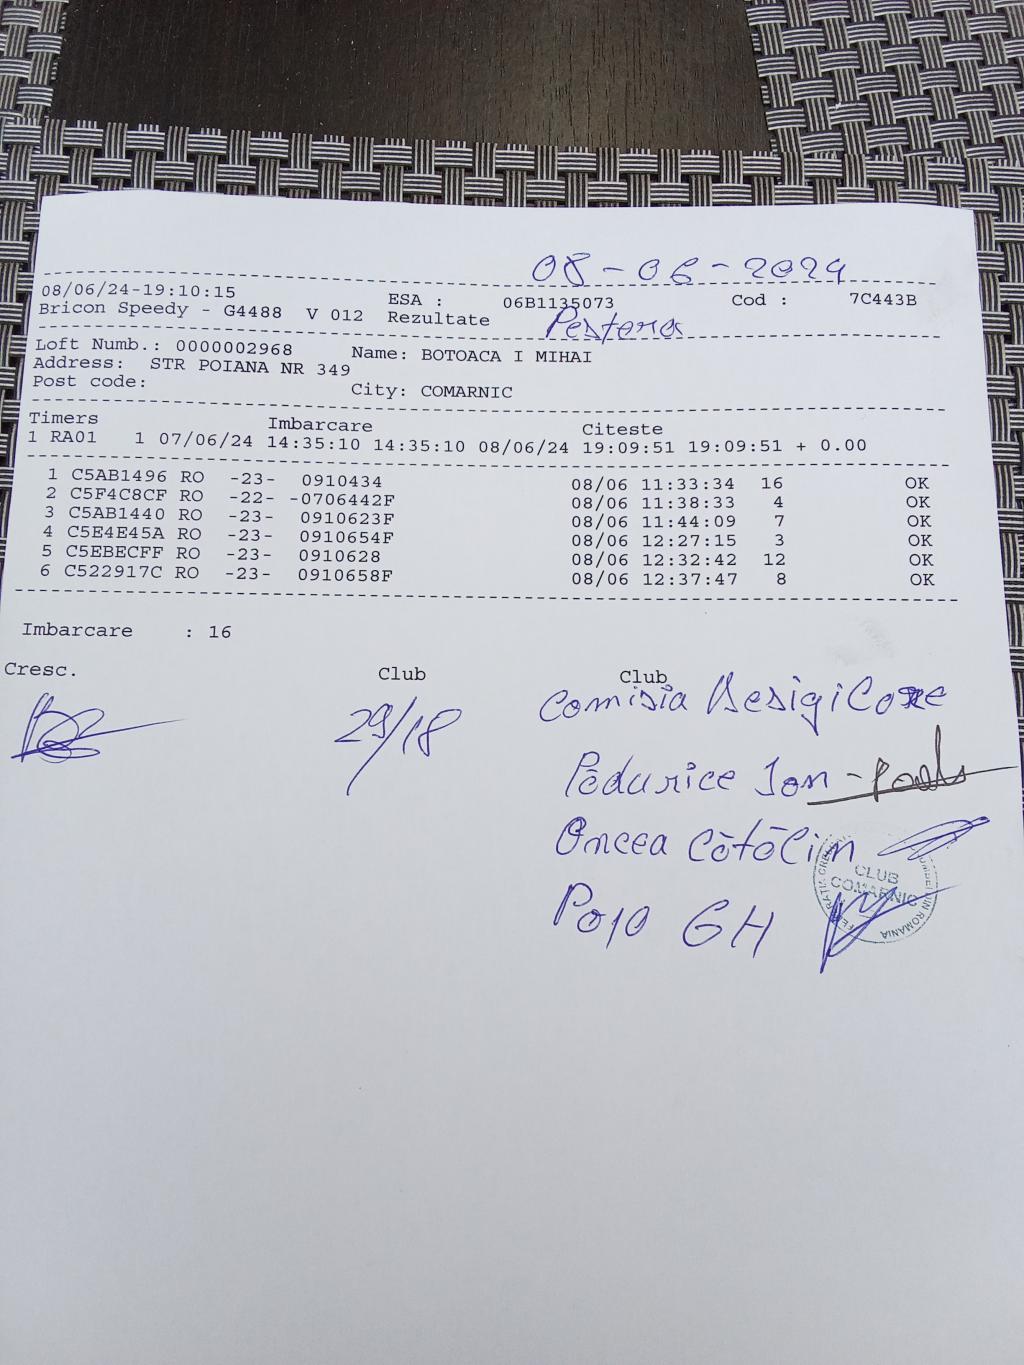 08-06-2024
08/06/24-19:10:15 ESA : 06B1135073 Cod : 7C443B
Bricon Speedy - G4488 V 012 Rezultate Pestera
Loft Numb.: 0000002968 Name: BOTOACA I MIHAI
Address: STR POIANA NR 349
Post code: City: COMARNIC
Timers Imbarcare Citeste
1 RA01 1 07/06/24 14:35:10 14:35:10 08/06/24 19:09:51 19:09:51 + 0.00
1 C5AB1496 RO -23- 0910434 08/06 11:33:34 16 OK
2 C5F4C8CF RO -22- -0706442F 08/06 11:38:33 4 OK
3 C5AB1440 RO -23- 0910623F 08/06 11:44:09 7 OK
4 C5E4E45A RO -23- 0910654F 08/06 12:27:15 3 OK
5 C5EBECFF RO -23- 0910628 08/06 12:32:42 12 OK
6 C522917C RO -23- 0910658F 08/06 12:37:47 8 OK
Imbarcare : 16
Cresc. Club Club
29/18 Comisia
Ion
Oncea Cătălin
GH
CLUB
COMARNIC
DIN ROMANIA